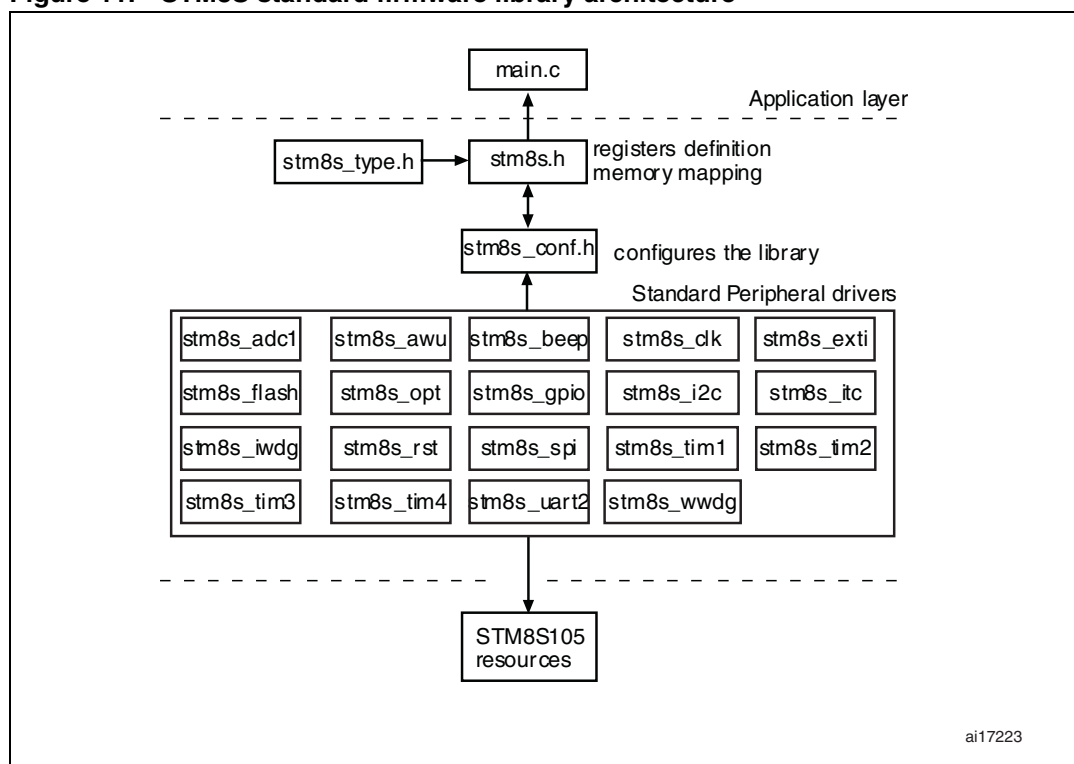 main.c
Application layer
stm8s_type.h
stm8s.h
registers definition
memory mapping
stm8s_conf.h
configures the library
Standard Peripheral drivers
stm8s_adc1
stm8s_awu
stm8s_beep
stm8s_clk
stm8s_exti
stm8s_flash
stm8s_opt
stm8s_gpio
stm8s_i2c
stm8s_itc
stm8s_iwdg
stm8s_rst
stm8s_spi
stm8s_tim1
stm8s_tim2
stm8s_tim3
stm8s_tim4
stm8s_uart2
stm8s_wwdg
STM8S105
resources
ai17223